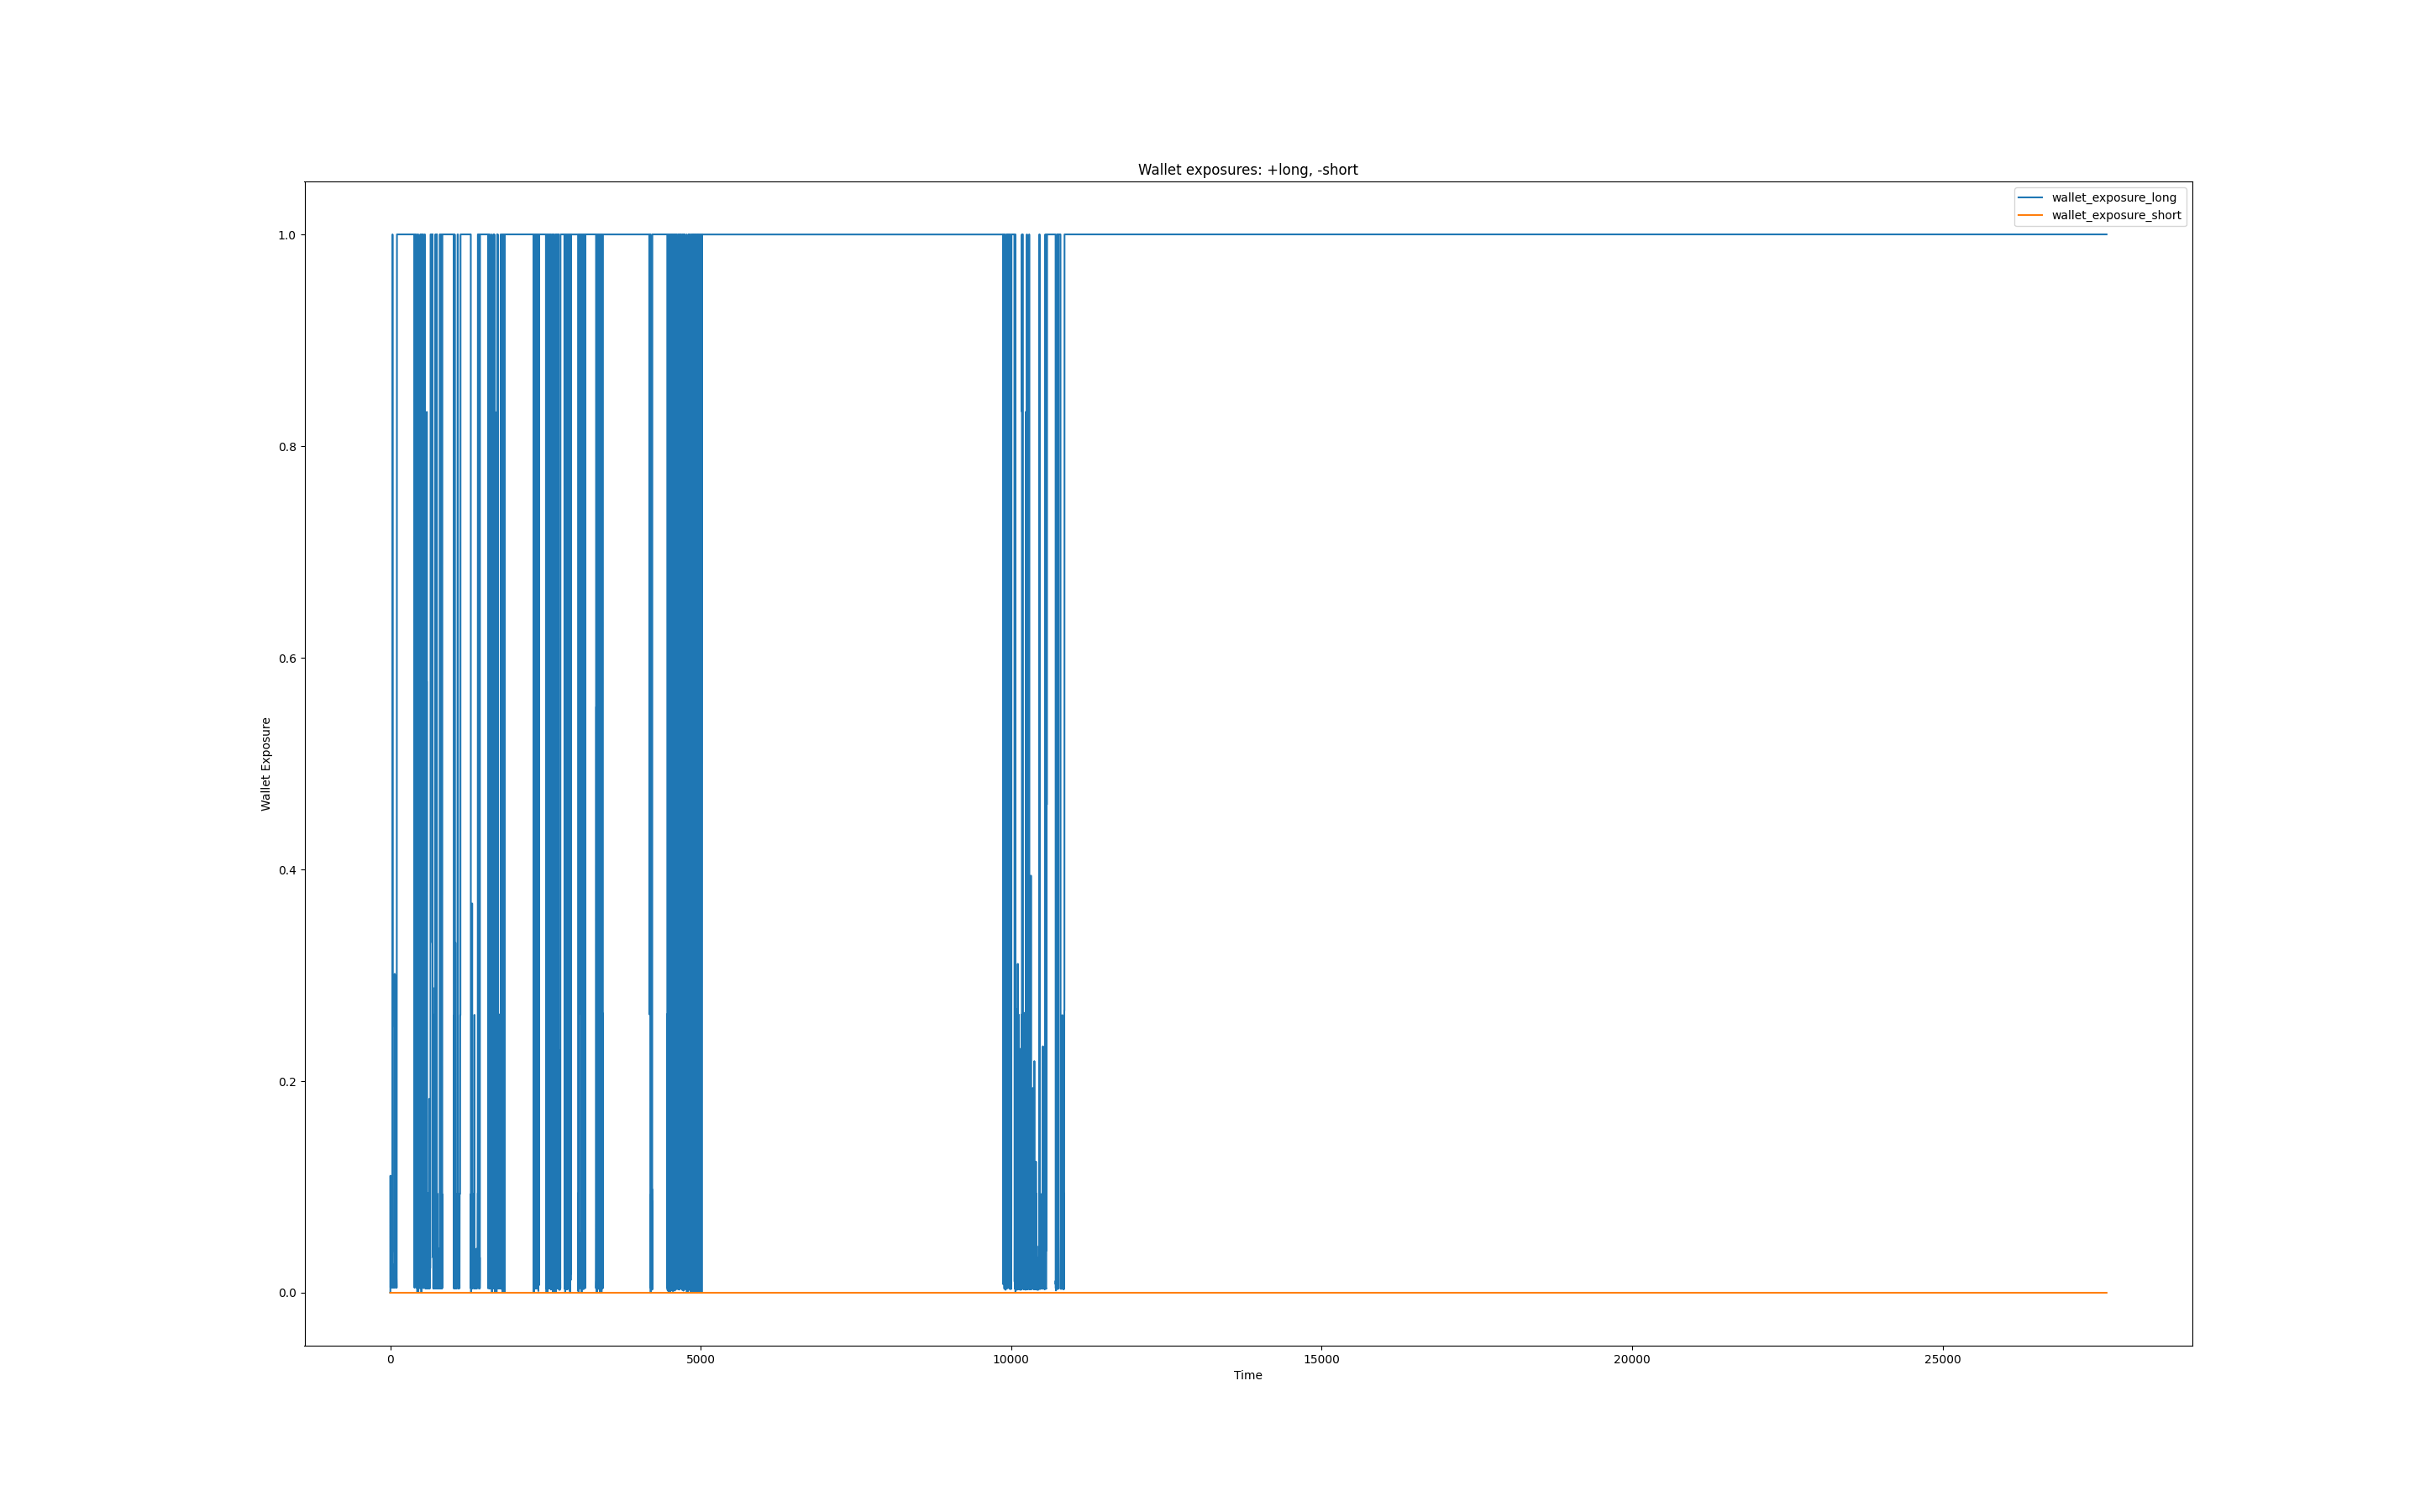 Wallet exposures: +long, -short
wallet_exposure_long
wallet_exposure_short
1.0
0.8
0.6
0.4
0.2
0.0
Wallet Exposure
0 5000 10000 15000 20000 25000
Time